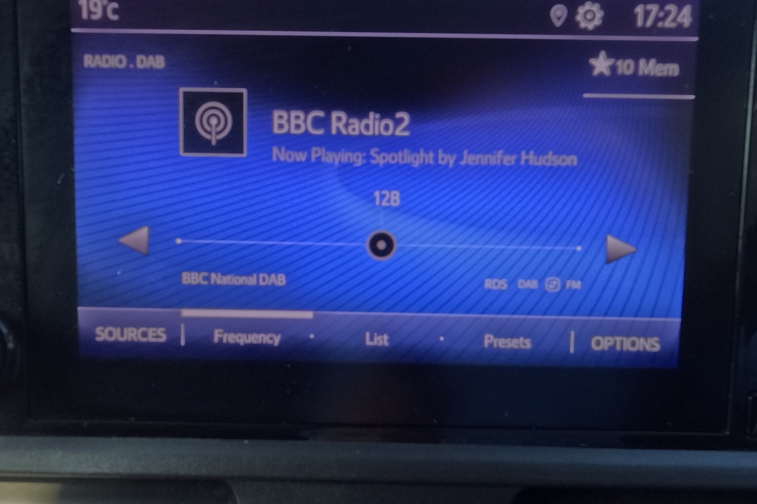 19°c 17:24
RADIO . DAB 10 Mem
BBC Radio2
Now Playing: Spotlight by Jennifer Hudson
12B
BBC National DAB RDS DAB FM
SOURCES | Frequency · List · Presets | OPTIONS